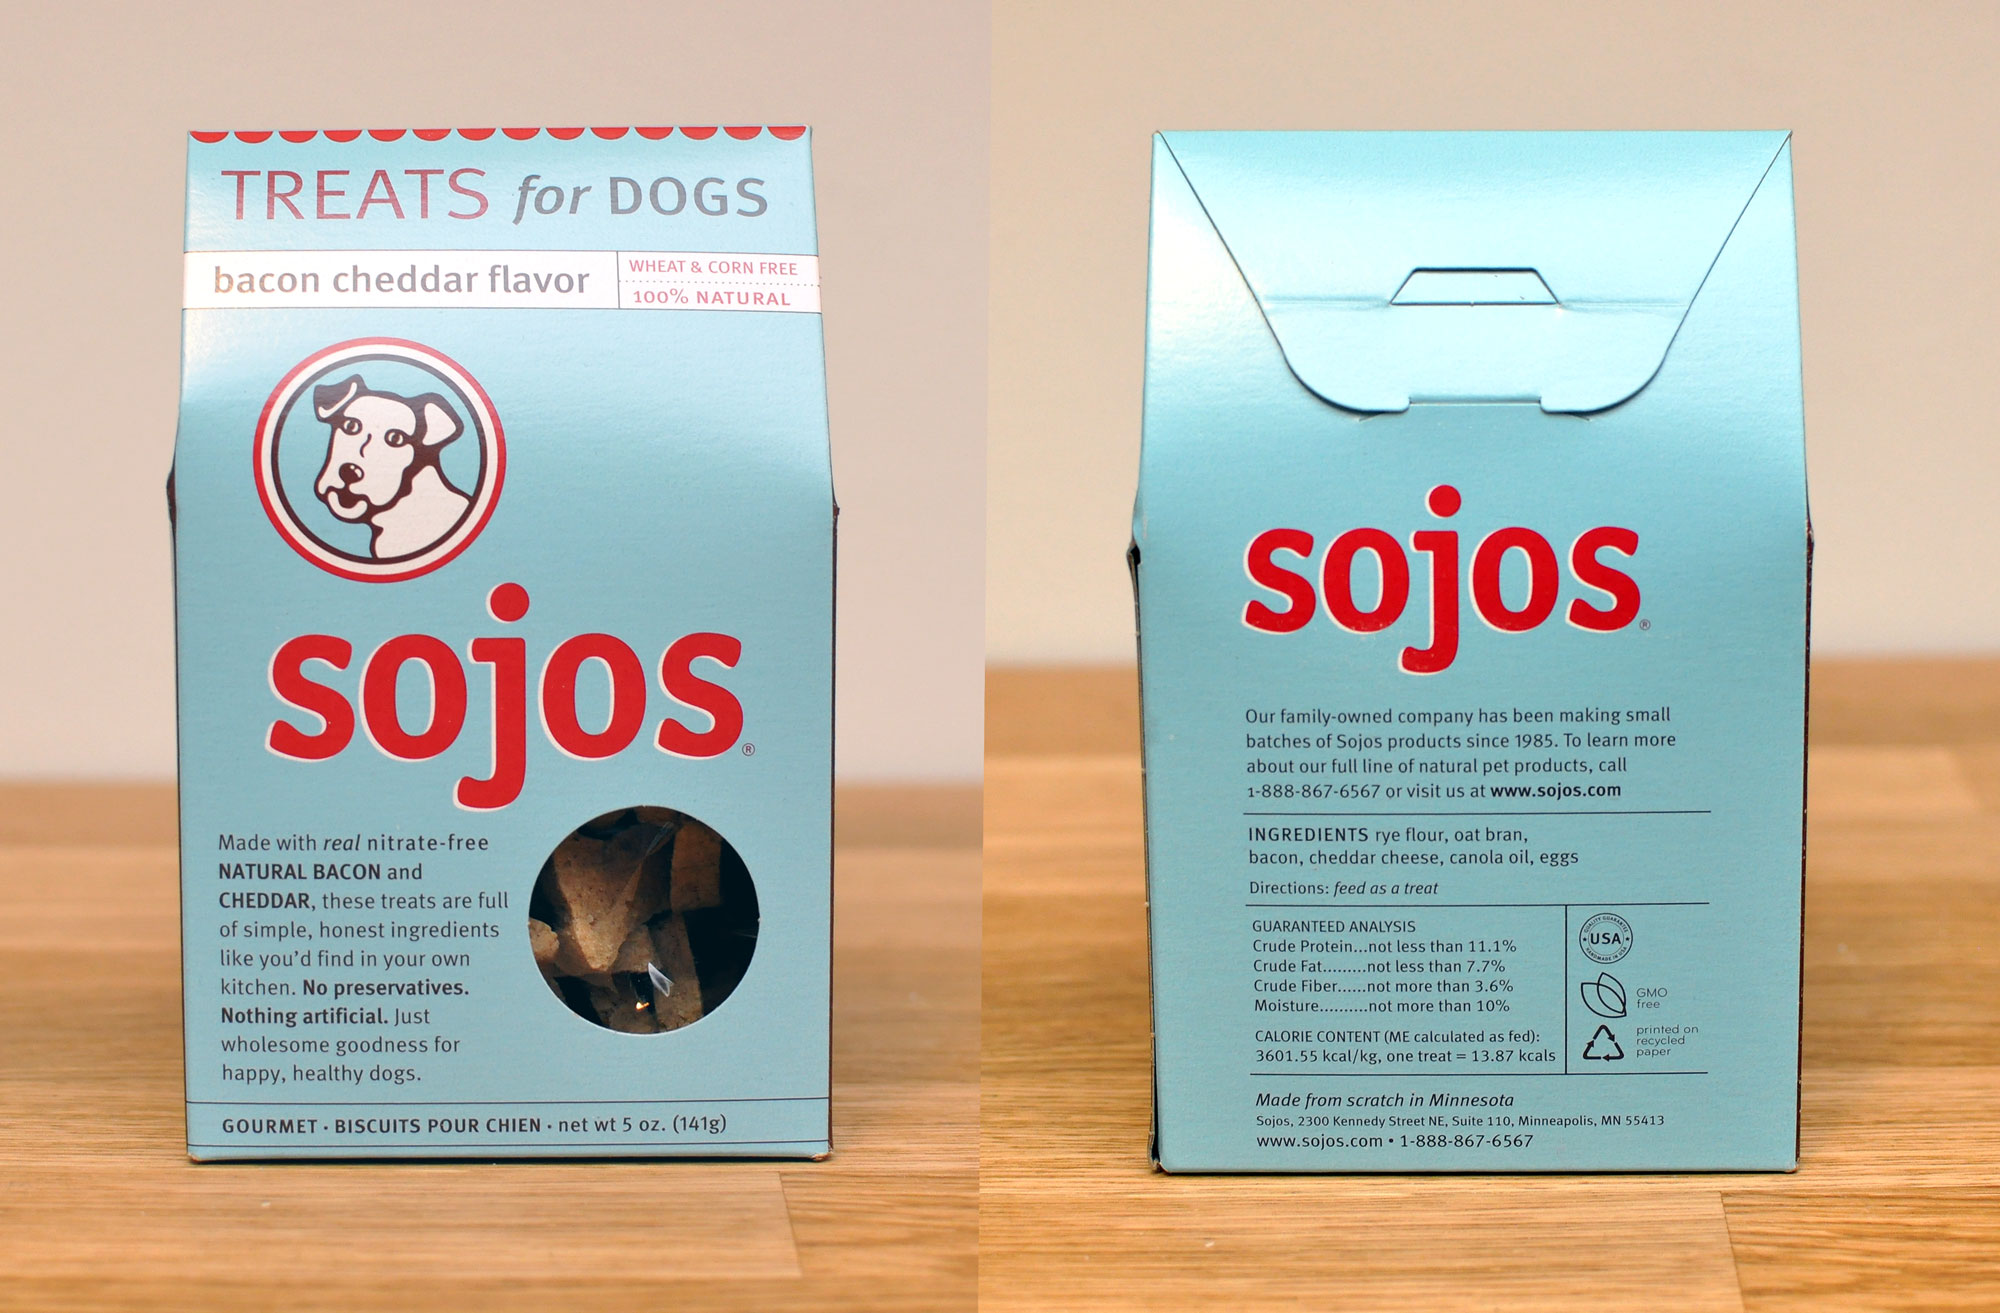 TREATS for DOGS
bacon cheddar flavor
WHEAT & CORN FREE
100% NATURAL
sojos®
Made with real nitrate-free
NATURAL BACON and
CHEDDAR, these treats are full
of simple, honest ingredients
like you'd find in your own
kitchen. No preservatives.
Nothing artificial. Just
wholesome goodness for
happy, healthy dogs.
GOURMET · BISCUITS POUR CHIEN · net wt 5 oz. (141g)
sojos®
Our family-owned company has been making small
batches of Sojos products since 1985. To learn more
about our full line of natural pet products, call
1-888-867-6567 or visit us at www.sojos.com
INGREDIENTS rye flour, oat bran,
bacon, cheddar cheese, canola oil, eggs
Directions: feed as a treat
GUARANTEED ANALYSIS
Crude Protein...not less than 11.1%
Crude Fat.........not less than 7.7%
Crude Fiber......not more than 3.6%
Moisture..........not more than 10%
CALORIE CONTENT (ME calculated as fed):
3601.55 kcal/kg, one treat = 13.87 kcals
QUALITY GUARANTEE
USA
HANDMADE IN USA
GMO
free
printed on
recycled
paper
Made from scratch in Minnesota
Sojos, 2300 Kennedy Street NE, Suite 110, Minneapolis, MN 55413
www.sojos.com • 1-888-867-6567